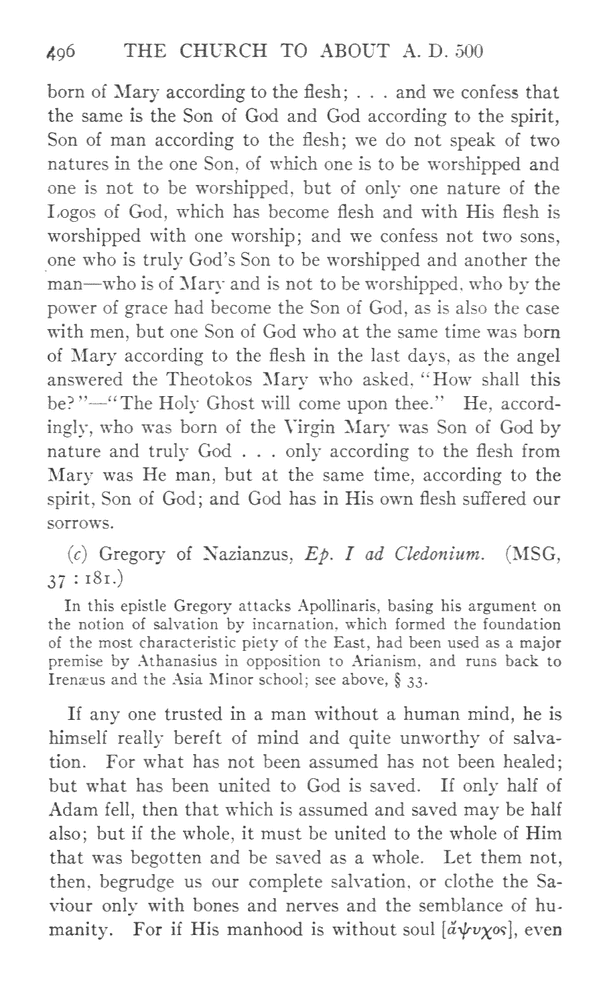 496 THE CHURCH TO ABOUT A. D. 500
born of Mary according to the flesh; . . . and we confess that
the same is the Son of God and God according to the spirit,
Son of man according to the flesh; we do not speak of two
natures in the one Son, of which one is to be worshipped and
one is not to be worshipped, but of only one nature of the
Logos of God, which has become flesh and with His flesh is
worshipped with one worship; and we confess not two sons,
one who is truly God's Son to be worshipped and another the
man—who is of Mary and is not to be worshipped, who by the
power of grace had become the Son of God, as is also the case
with men, but one Son of God who at the same time was born
of Mary according to the flesh in the last days, as the angel
answered the Theotokos Mary who asked, "How shall this
be?"—"The Holy Ghost will come upon thee." He, accord-
ingly, who was born of the Virgin Mary was Son of God by
nature and truly God . . . only according to the flesh from
Mary was He man, but at the same time, according to the
spirit, Son of God; and God has in His own flesh suffered our
sorrows.
(c) Gregory of Nazianzus, Ep. I ad Cledonium. (MSG,
37 : 181.)
In this epistle Gregory attacks Apollinaris, basing his argument on
the notion of salvation by incarnation, which formed the foundation
of the most characteristic piety of the East, had been used as a major
premise by Athanasius in opposition to Arianism, and runs back to
Irenæus and the Asia Minor school; see above, § 33.
If any one trusted in a man without a human mind, he is
himself really bereft of mind and quite unworthy of salva-
tion. For what has not been assumed has not been healed;
but what has been united to God is saved. If only half of
Adam fell, then that which is assumed and saved may be half
also; but if the whole, it must be united to the whole of Him
that was begotten and be saved as a whole. Let them not,
then, begrudge us our complete salvation, or clothe the Sa-
viour only with bones and nerves and the semblance of hu-
manity. For if His manhood is without soul [ἄψυχος], even